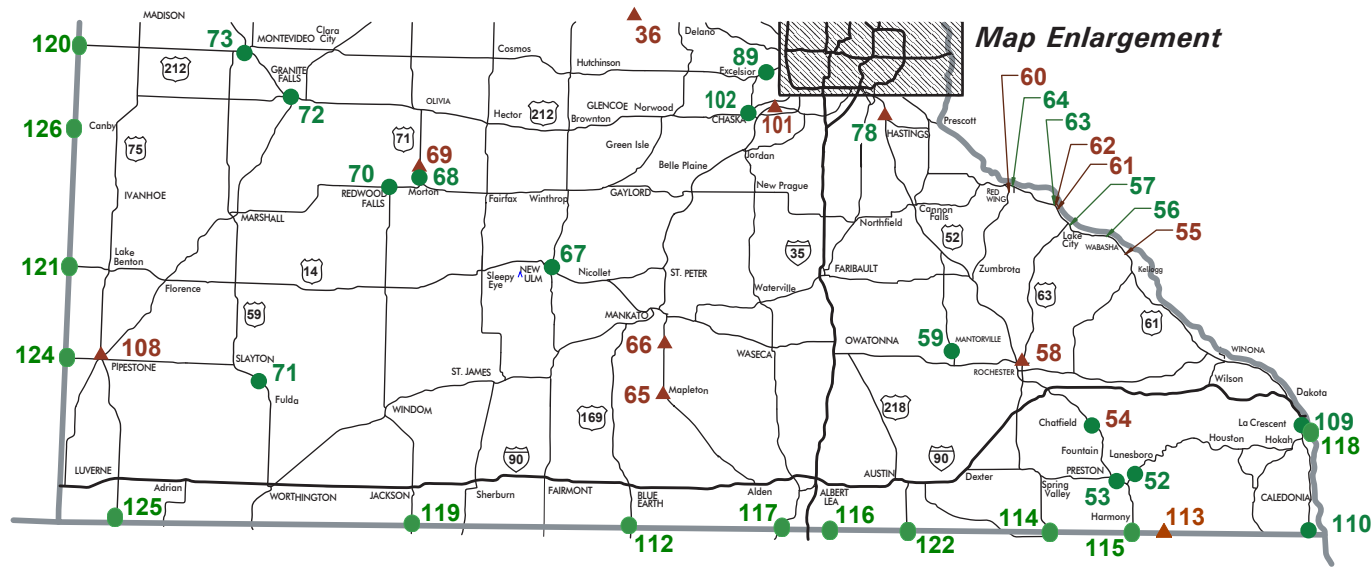 MADISON
Clara
City
36
Delano
Map Enlargement
120
73
MONTEVIDEO
Cosmos
89
212
Hutchinson
Excelsior
60
GRANITE
FALLS
64
72
OLIVIA
GLENCOE
Norwood
102
CHASKA
101
63
Hector
212
Brownton
78
HASTINGS
Prescott
62
126
Canby
75
71
Green Isle
Jordan
61
69
Belle Plaine
57
70
68
New Prague
RED
WING
56
REDWOOD
FALLS
Morton
GAYLORD
IVANHOE
Fairfax
Winthrop
Cannon
Falls
55
MARSHALL
Northfield
Lake
City
WABASHA
52
35
Lake
Benton
67
121
14
Sleepy
Eye
NEW
ULM
Nicollet
ST. PETER
FARIBAULT
Zumbrota
Kellogg
Florence
Waterville
63
59
MANKATO
61
108
66
OWATONNA
59
MANTORVILLE
58
WINONA
124
PIPESTONE
SLAYTON
WASECA
ROCHESTER
71
ST. JAMES
65
Mapleton
Wilson
Fulda
Dakota
WINDOM
169
218
Chatfield
54
La Crescent
109
Houston
Hokah
118
Fountain
Lanesboro
LUVERNE
90
90
AUSTIN
Dexter
PRESTON
52
Adrian
WORTHINGTON
JACKSON
Sherburn
FAIRMONT
BLUE
EARTH
Alden
ALBERT
LEA
Spring
Valley
53
CALEDONIA
125
119
117
116
114
Harmony
113
110
112
122
115